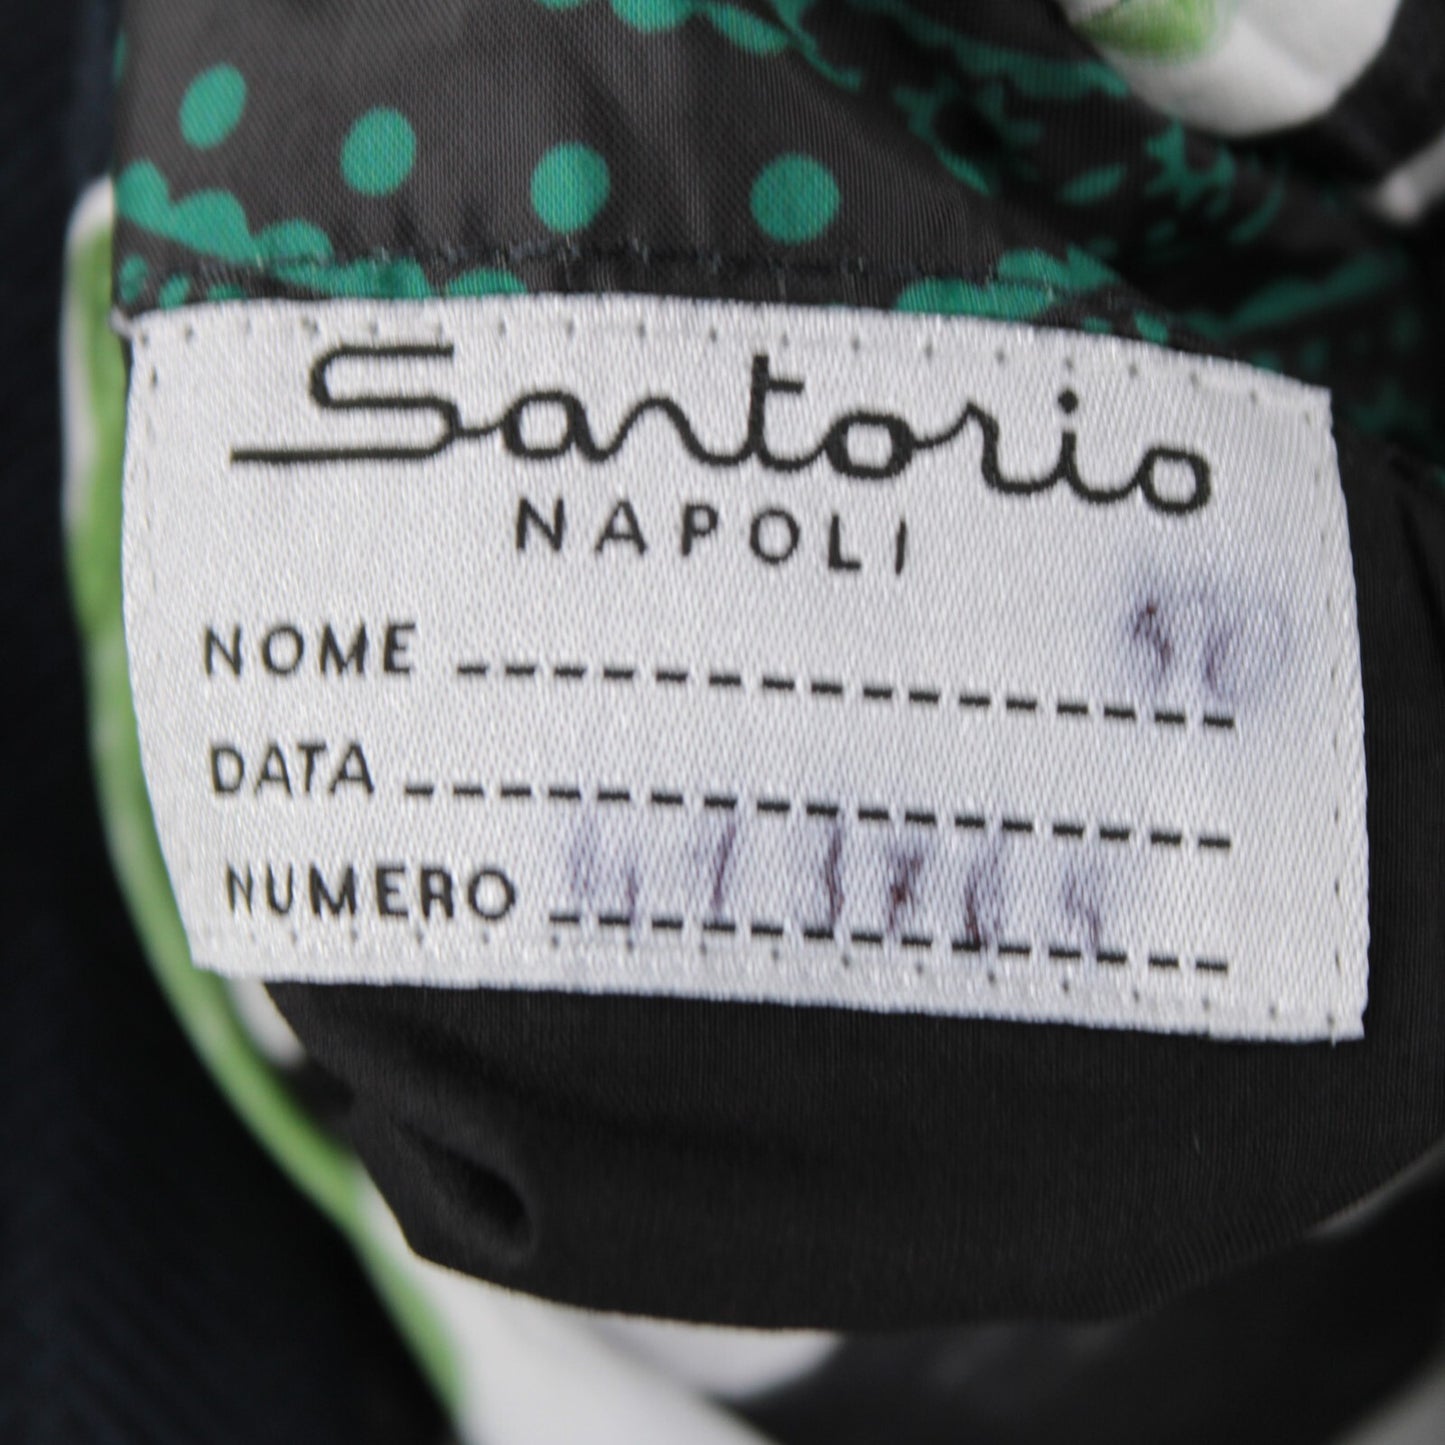 Sartorio
NAPOLI
NOME
DATA
NUMERO